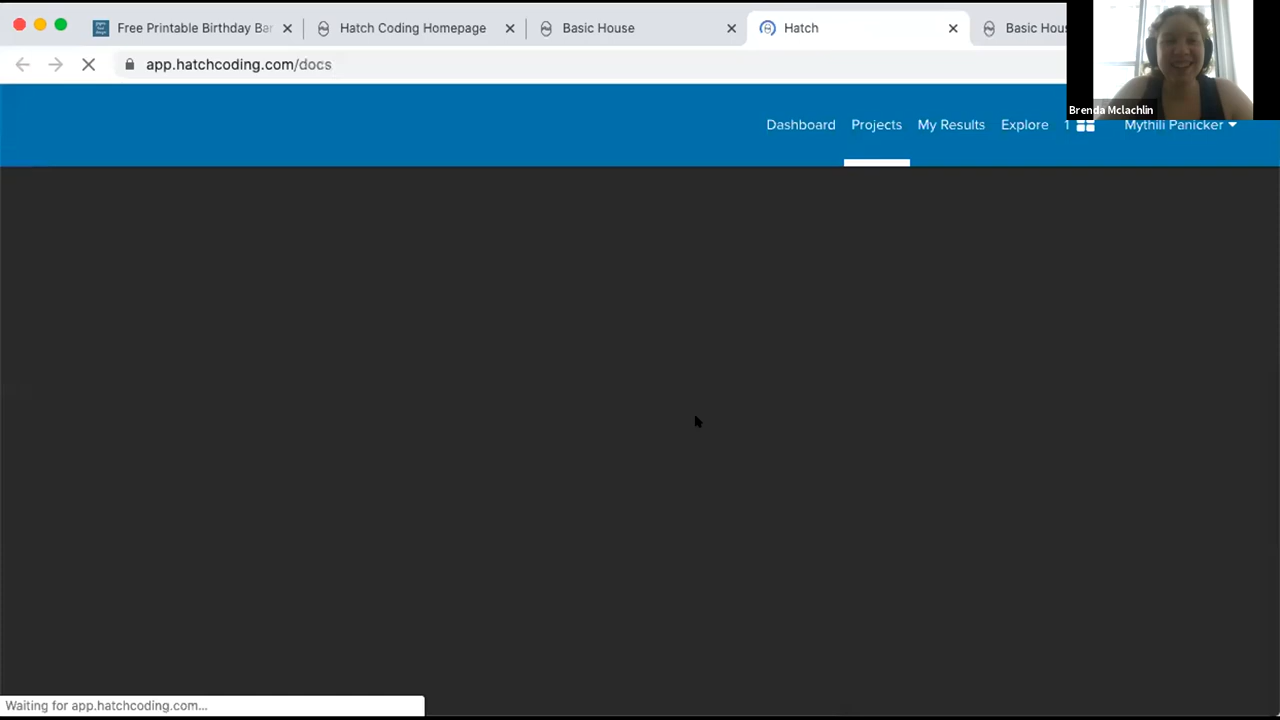 Free Printable Birthday Bar
Hatch Coding Homepage
Basic House
Hatch
Basic Hou
app.hatchcoding.com/docs
Brenda Mclachlin
Dashboard Projects My Results Explore 1 Mythili Panicker
Waiting for app.hatchcoding.com...